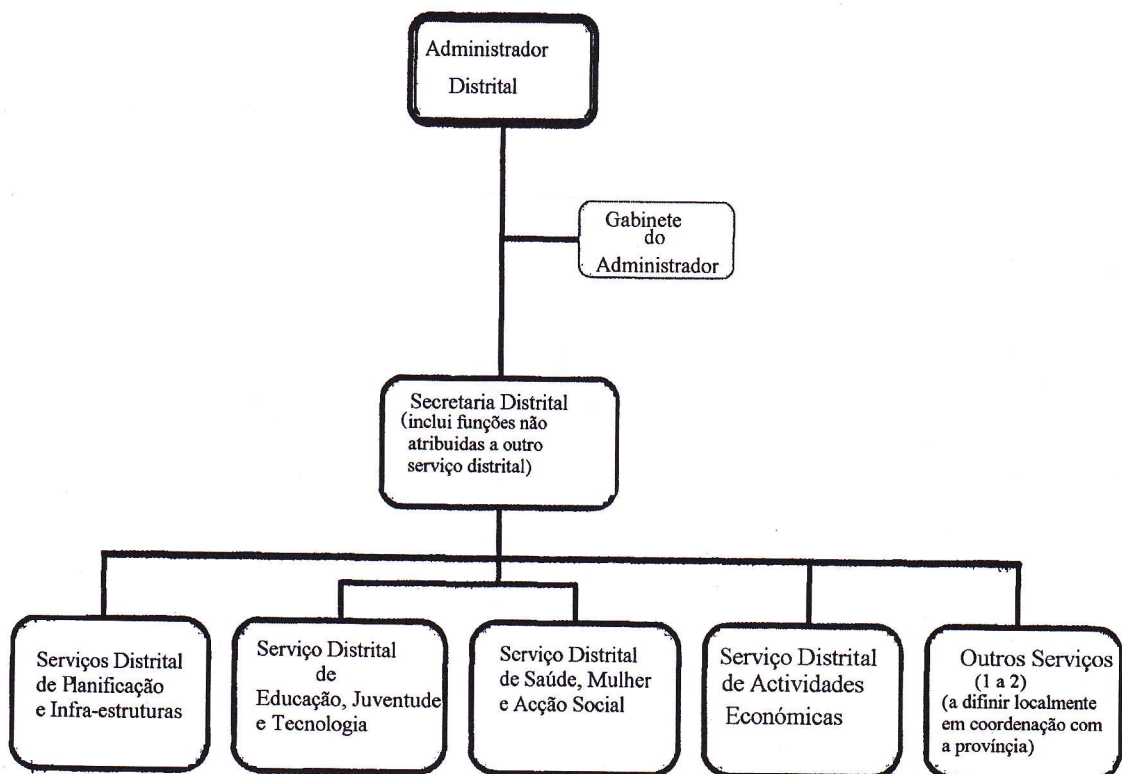 Administrador
Distrital
Gabinete
do
Administrador
Secretaria Distrital
(inclui funções não
atribuidas a outro
serviço distrital)
Serviços Distrital
de Planificação
e Infra-estruturas
Serviço Distrital
de
Educação, Juventude
e Tecnologia
Serviço Distrital
de Saúde, Mulher
e Acção Social
Serviço Distrital
de Actividades
Económicas
Outros Serviços
(1 a 2)
(a difinir localmente
em coordenação com
a provínçia)